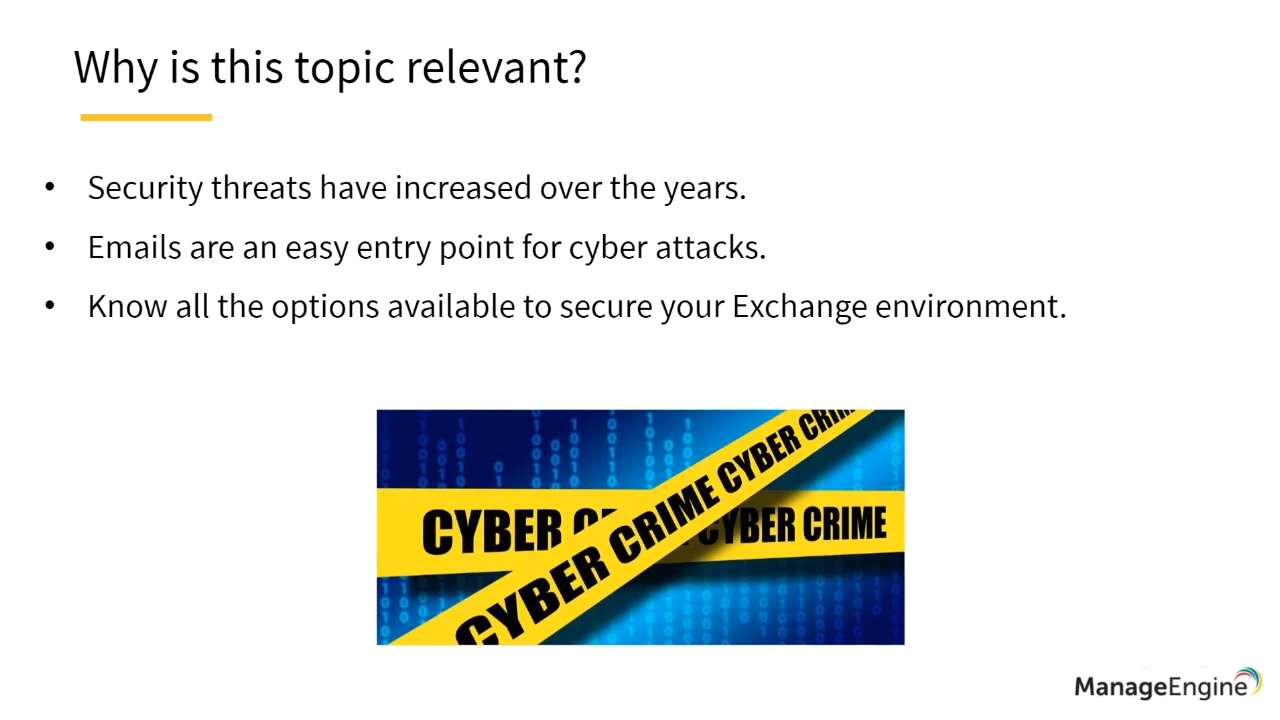 Why is this topic relevant?
• Security threats have increased over the years.
• Emails are an easy entry point for cyber attacks.
• Know all the options available to secure your Exchange environment.
CYBER CRIME CYBER CRIME
CYBER CYBER CRIME
ManageEngine